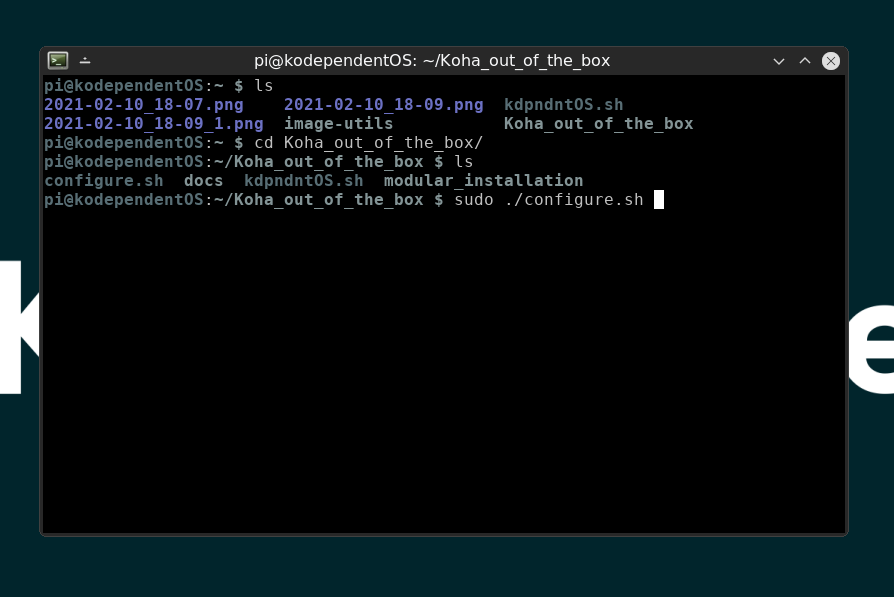 pi@kodependentOS: ~/Koha_out_of_the_box
pi@kodependentOS:~ $ ls
2021-02-10_18-07.png    2021-02-10_18-09.png  kdpndntOS.sh
2021-02-10_18-09_1.png  image-utils           Koha_out_of_the_box
pi@kodependentOS:~ $ cd Koha_out_of_the_box/
pi@kodependentOS:~/Koha_out_of_the_box $ ls
configure.sh  docs  kdpndntOS.sh  modular_installation
pi@kodependentOS:~/Koha_out_of_the_box $ sudo ./configure.sh